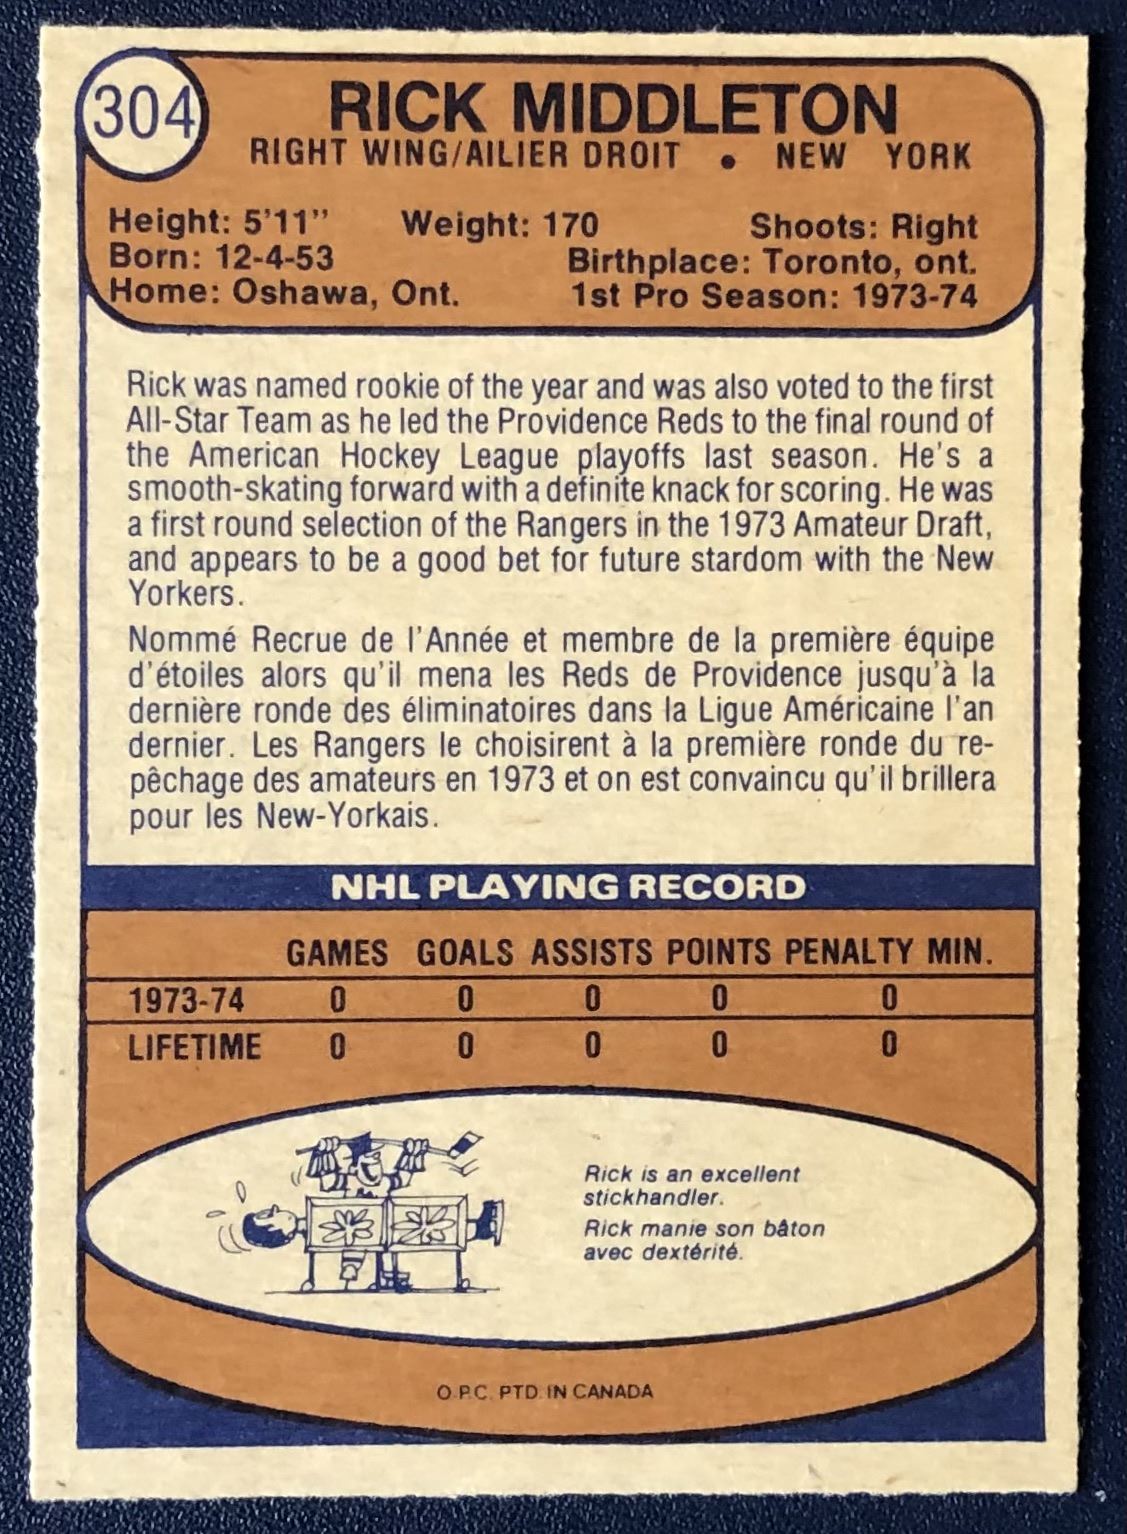 304
RICK MIDDLETON
RIGHT WING/AILIER DROIT • NEW YORK
Height: 5'11" Weight: 170 Shoots: Right
Born: 12-4-53 Birthplace: Toronto, ont.
Home: Oshawa, Ont. 1st Pro Season: 1973-74
Rick was named rookie of the year and was also voted to the first
All-Star Team as he led the Providence Reds to the final round of
the American Hockey League playoffs last season. He's a
smooth-skating forward with a definite knack for scoring. He was
a first round selection of the Rangers in the 1973 Amateur Draft,
and appears to be a good bet for future stardom with the New
Yorkers.
Nommé Recrue de l'Année et membre de la première équipe
d'étoiles alors qu'il mena les Reds de Providence jusqu'à la
dernière ronde des éliminatoires dans la Ligue Américaine l'an
dernier. Les Rangers le choisirent à la première ronde du re-
pêchage des amateurs en 1973 et on est convaincu qu'il brillera
pour les New-Yorkais.
NHL PLAYING RECORD
GAMES GOALS ASSISTS POINTS PENALTY MIN.
1973-74 0 0 0 0 0
LIFETIME 0 0 0 0 0
Rick is an excellent
stickhandler.
Rick manie son bâton
avec dextérité.
O.P.C. PTD. IN CANADA